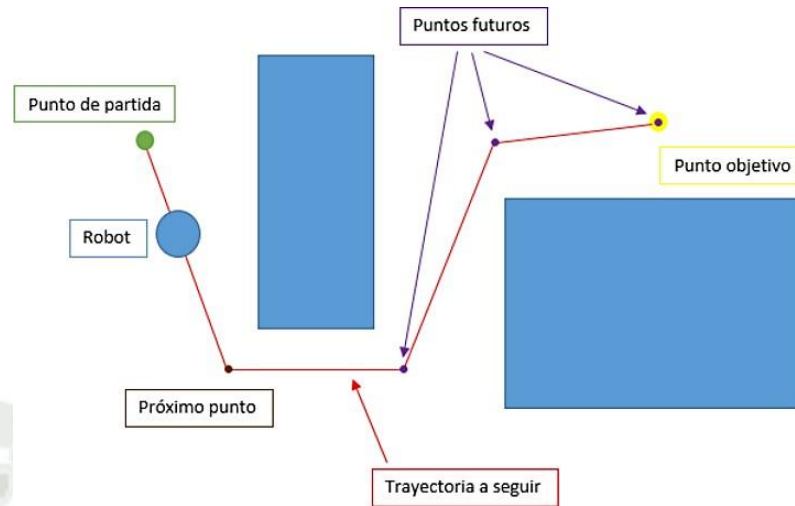 Puntos futuros
Punto de partida
Punto objetivo
Robot
Próximo punto
Trayectoria a seguir